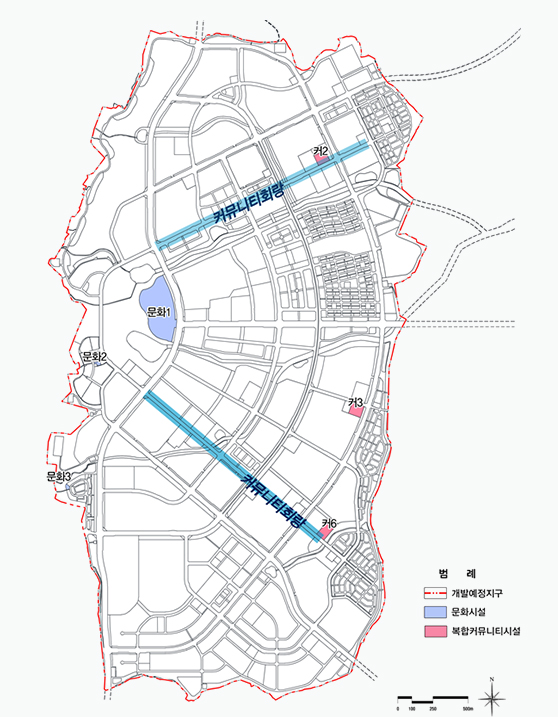 커2
커뮤니티회랑
문화1
문화2
커3
문화3
커뮤니티회랑
커6
범 례
개발예정지구
문화시설
복합커뮤니티시설
N
0 100 250 500m